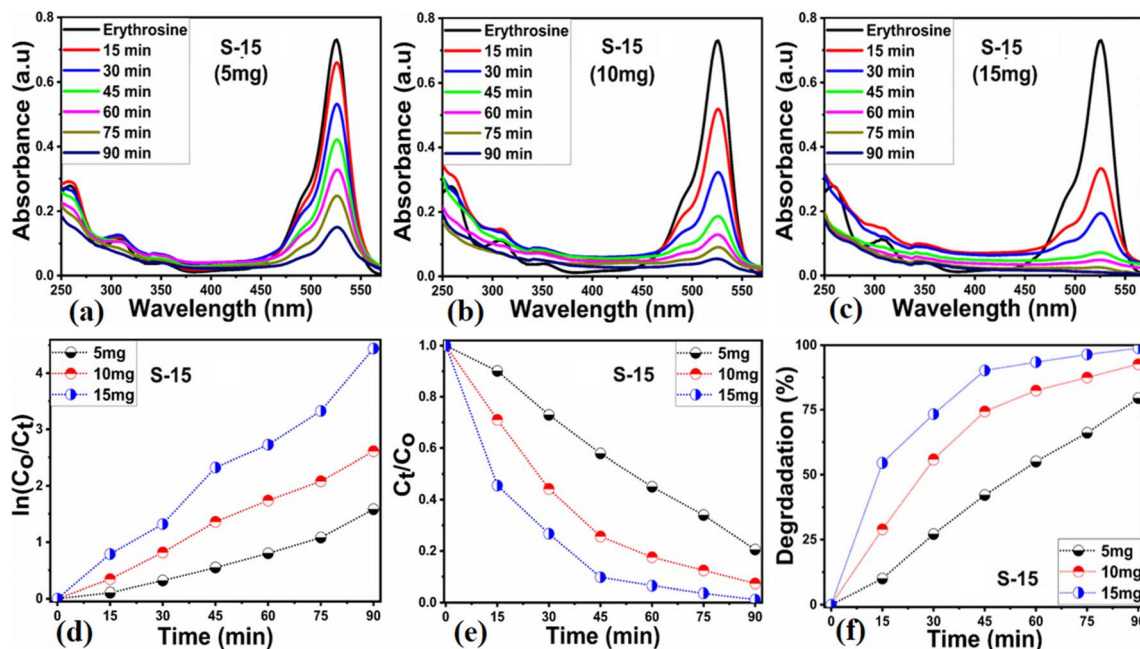 Absorbance (a.u)
0.8
0.6
0.4
0.2
0.0
Erythrosine
15 min
30 min
45 min
60 min
75 min
90 min
S-15
(5mg)
250 300 350 400 450 500 550
Wavelength (nm)
(a)
Absorbance (a.u)
0.8
0.6
0.4
0.2
0.0
Erythrosine
15 min
30 min
45 min
60 min
75 min
90 min
S-15
(10mg)
250 300 350 400 450 500 550
Wavelength (nm)
(b)
Absorbance (a.u)
0.8
0.6
0.4
0.2
0.0
Erythrosine
15 min
30 min
45 min
60 min
75 min
90 min
S-15
(15mg)
250 300 350 400 450 500 550
Wavelength (nm)
(c)
ln(Co/Ct)
4
3
2
1
0
5mg
10mg
15mg
S-15
0 15 30 45 60 75 90
Time (min)
(d)
Ct/Co
1.0
0.8
0.6
0.4
0.2
0.0
S-15
5mg
10mg
15mg
0 15 30 45 60 75 90
Time (min)
(e)
Degrdadation (%)
100
75
50
25
0
S-15
5mg
10mg
15mg
0 15 30 45 60 75 90
Time (min)
(f)